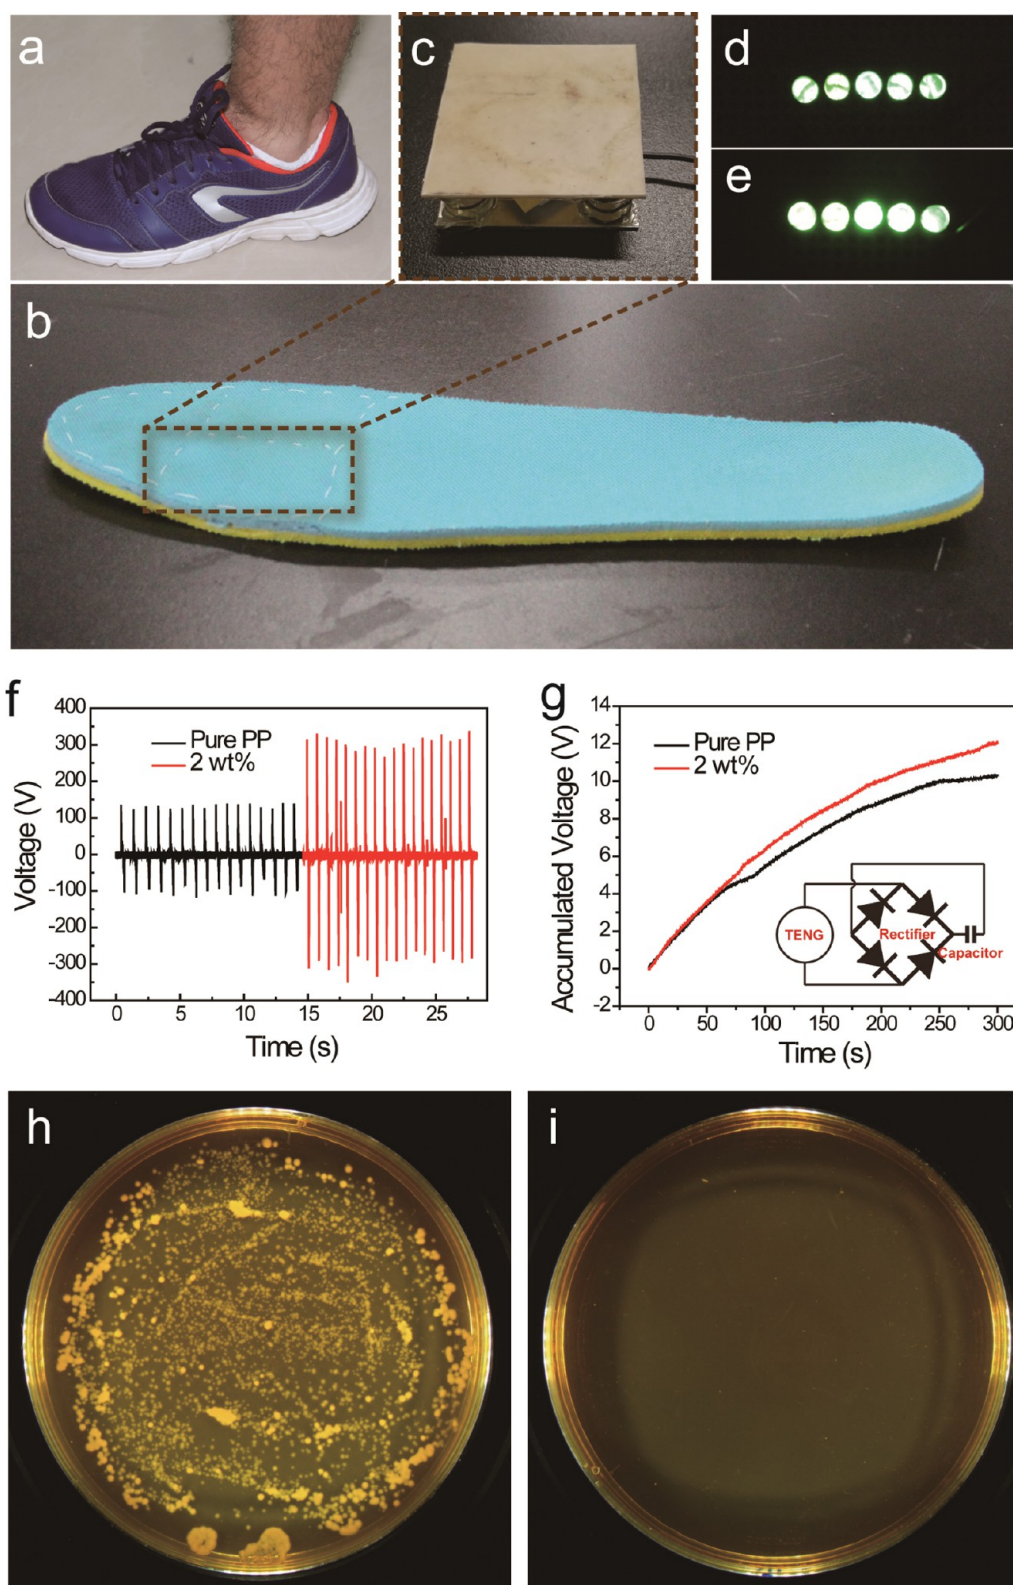 a
c
d
e
b
f
400
300
200
100
0
-100
-200
-300
-400
Voltage (V)
Pure PP
2 wt%
0
5
10
15
20
25
Time (s)
g
14
12
10
8
6
4
2
0
-2
Accumulated Voltage (V)
Pure PP
2 wt%
TENG
Rectifier
Capacitor
0
50
100
150
200
250
300
Time (s)
h
i